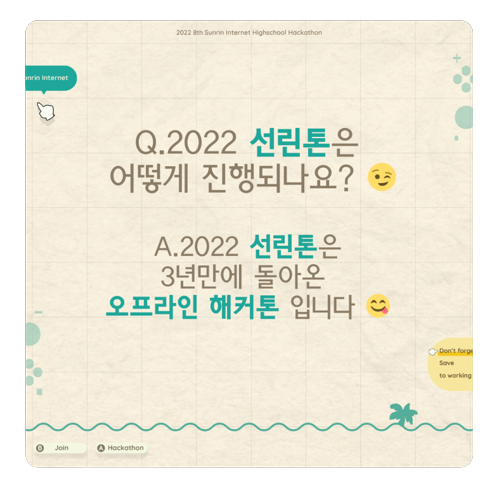 2022 8th Sunrin Internet Highschool Hackathon
Internet
Q.2022 선린톤은
어떻게 진행되나요?
A.2022 선린톤은
3년만에 돌아온
오프라인 해커톤 입니다
Don't
Save
to working
B Join
A Hackathon